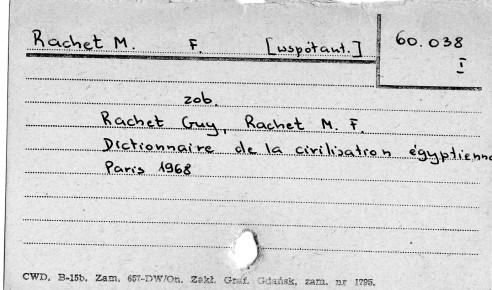 Rachet M. F. [współaut.] 60.038
I
zob.
Rachet Guy, Rachet M. F.
Dictionnaire de la civilisation égyptienne
Paris 1968
CWD. B-15b. Zam. 657-DW/On. Zakł. Graf. Gdańsk, zam. nr 1795.